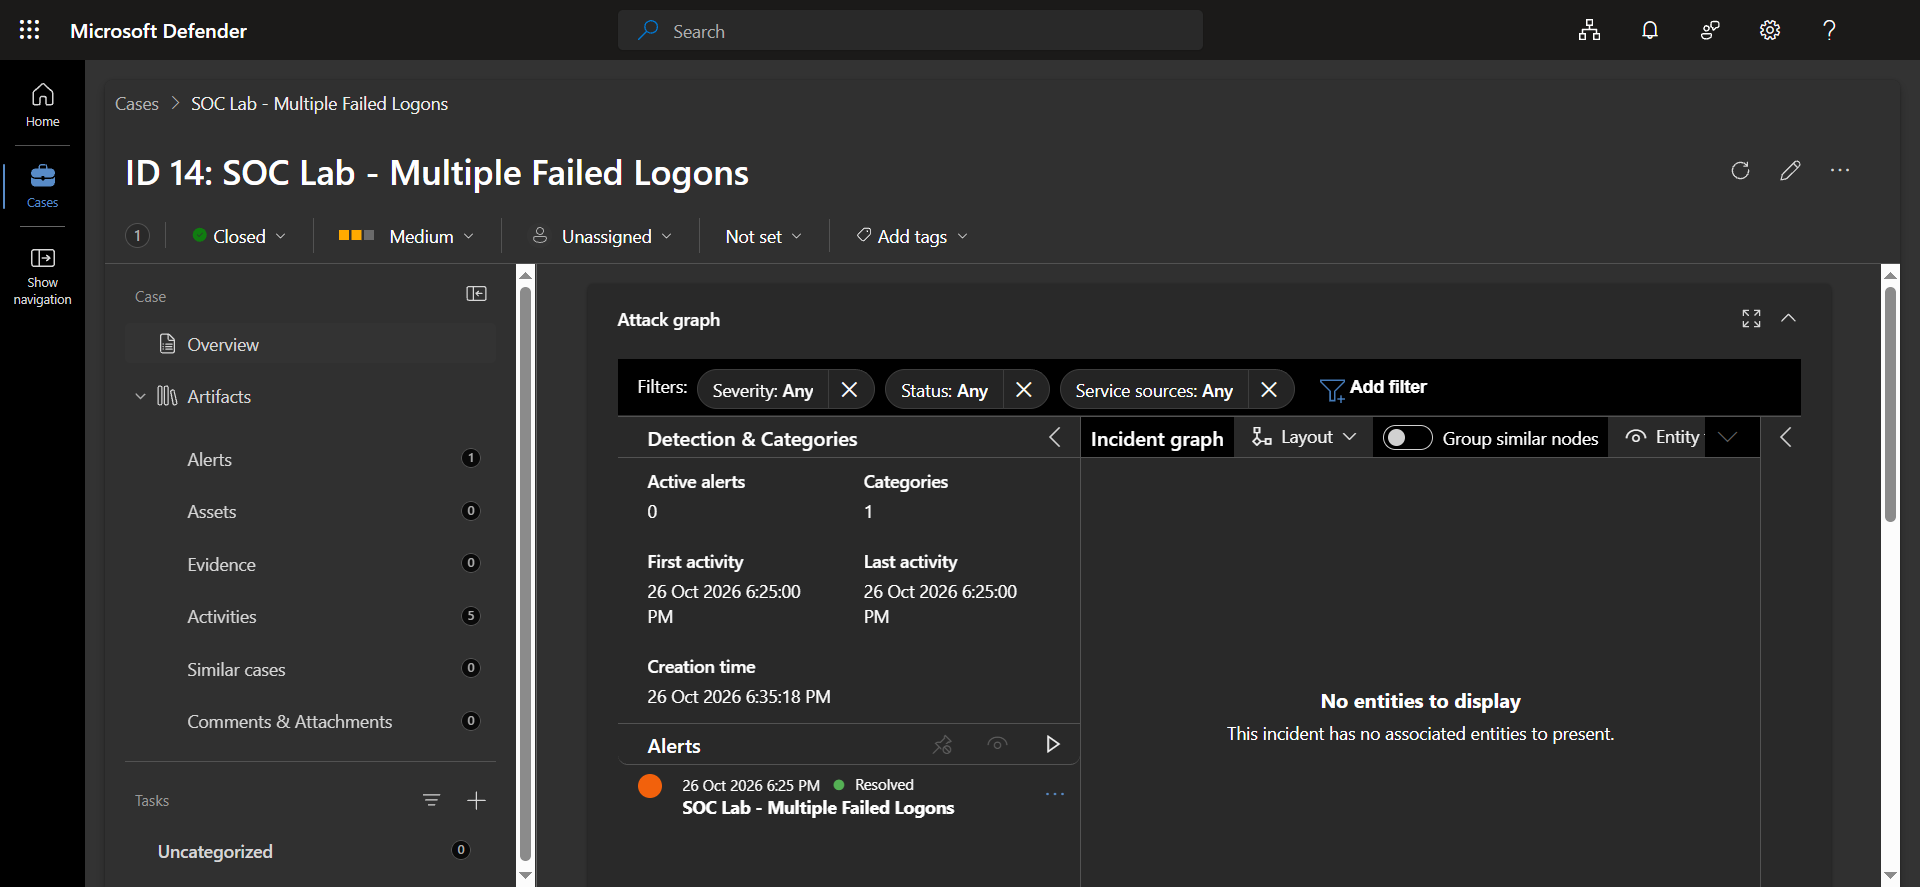 Microsoft Defender
Search
Home
Cases
Show navigation
Cases > SOC Lab - Multiple Failed Logons
ID 14: SOC Lab - Multiple Failed Logons
1 Closed Medium Unassigned Not set Add tags
Case
Overview
Artifacts
Alerts 1
Assets 0
Evidence 0
Activities 5
Similar cases 0
Comments & Attachments 0
Tasks
Uncategorized 0
Attack graph
Filters: Severity: Any Status: Any Service sources: Any Add filter
Detection & Categories
Active alerts
0
Categories
1
First activity
26 Oct 2026 6:25:00
PM
Last activity
26 Oct 2026 6:25:00
PM
Creation time
26 Oct 2026 6:35:18 PM
Alerts
26 Oct 2026 6:25 PM Resolved
SOC Lab - Multiple Failed Logons
Incident graph Layout Group similar nodes Entity
No entities to display
This incident has no associated entities to present.